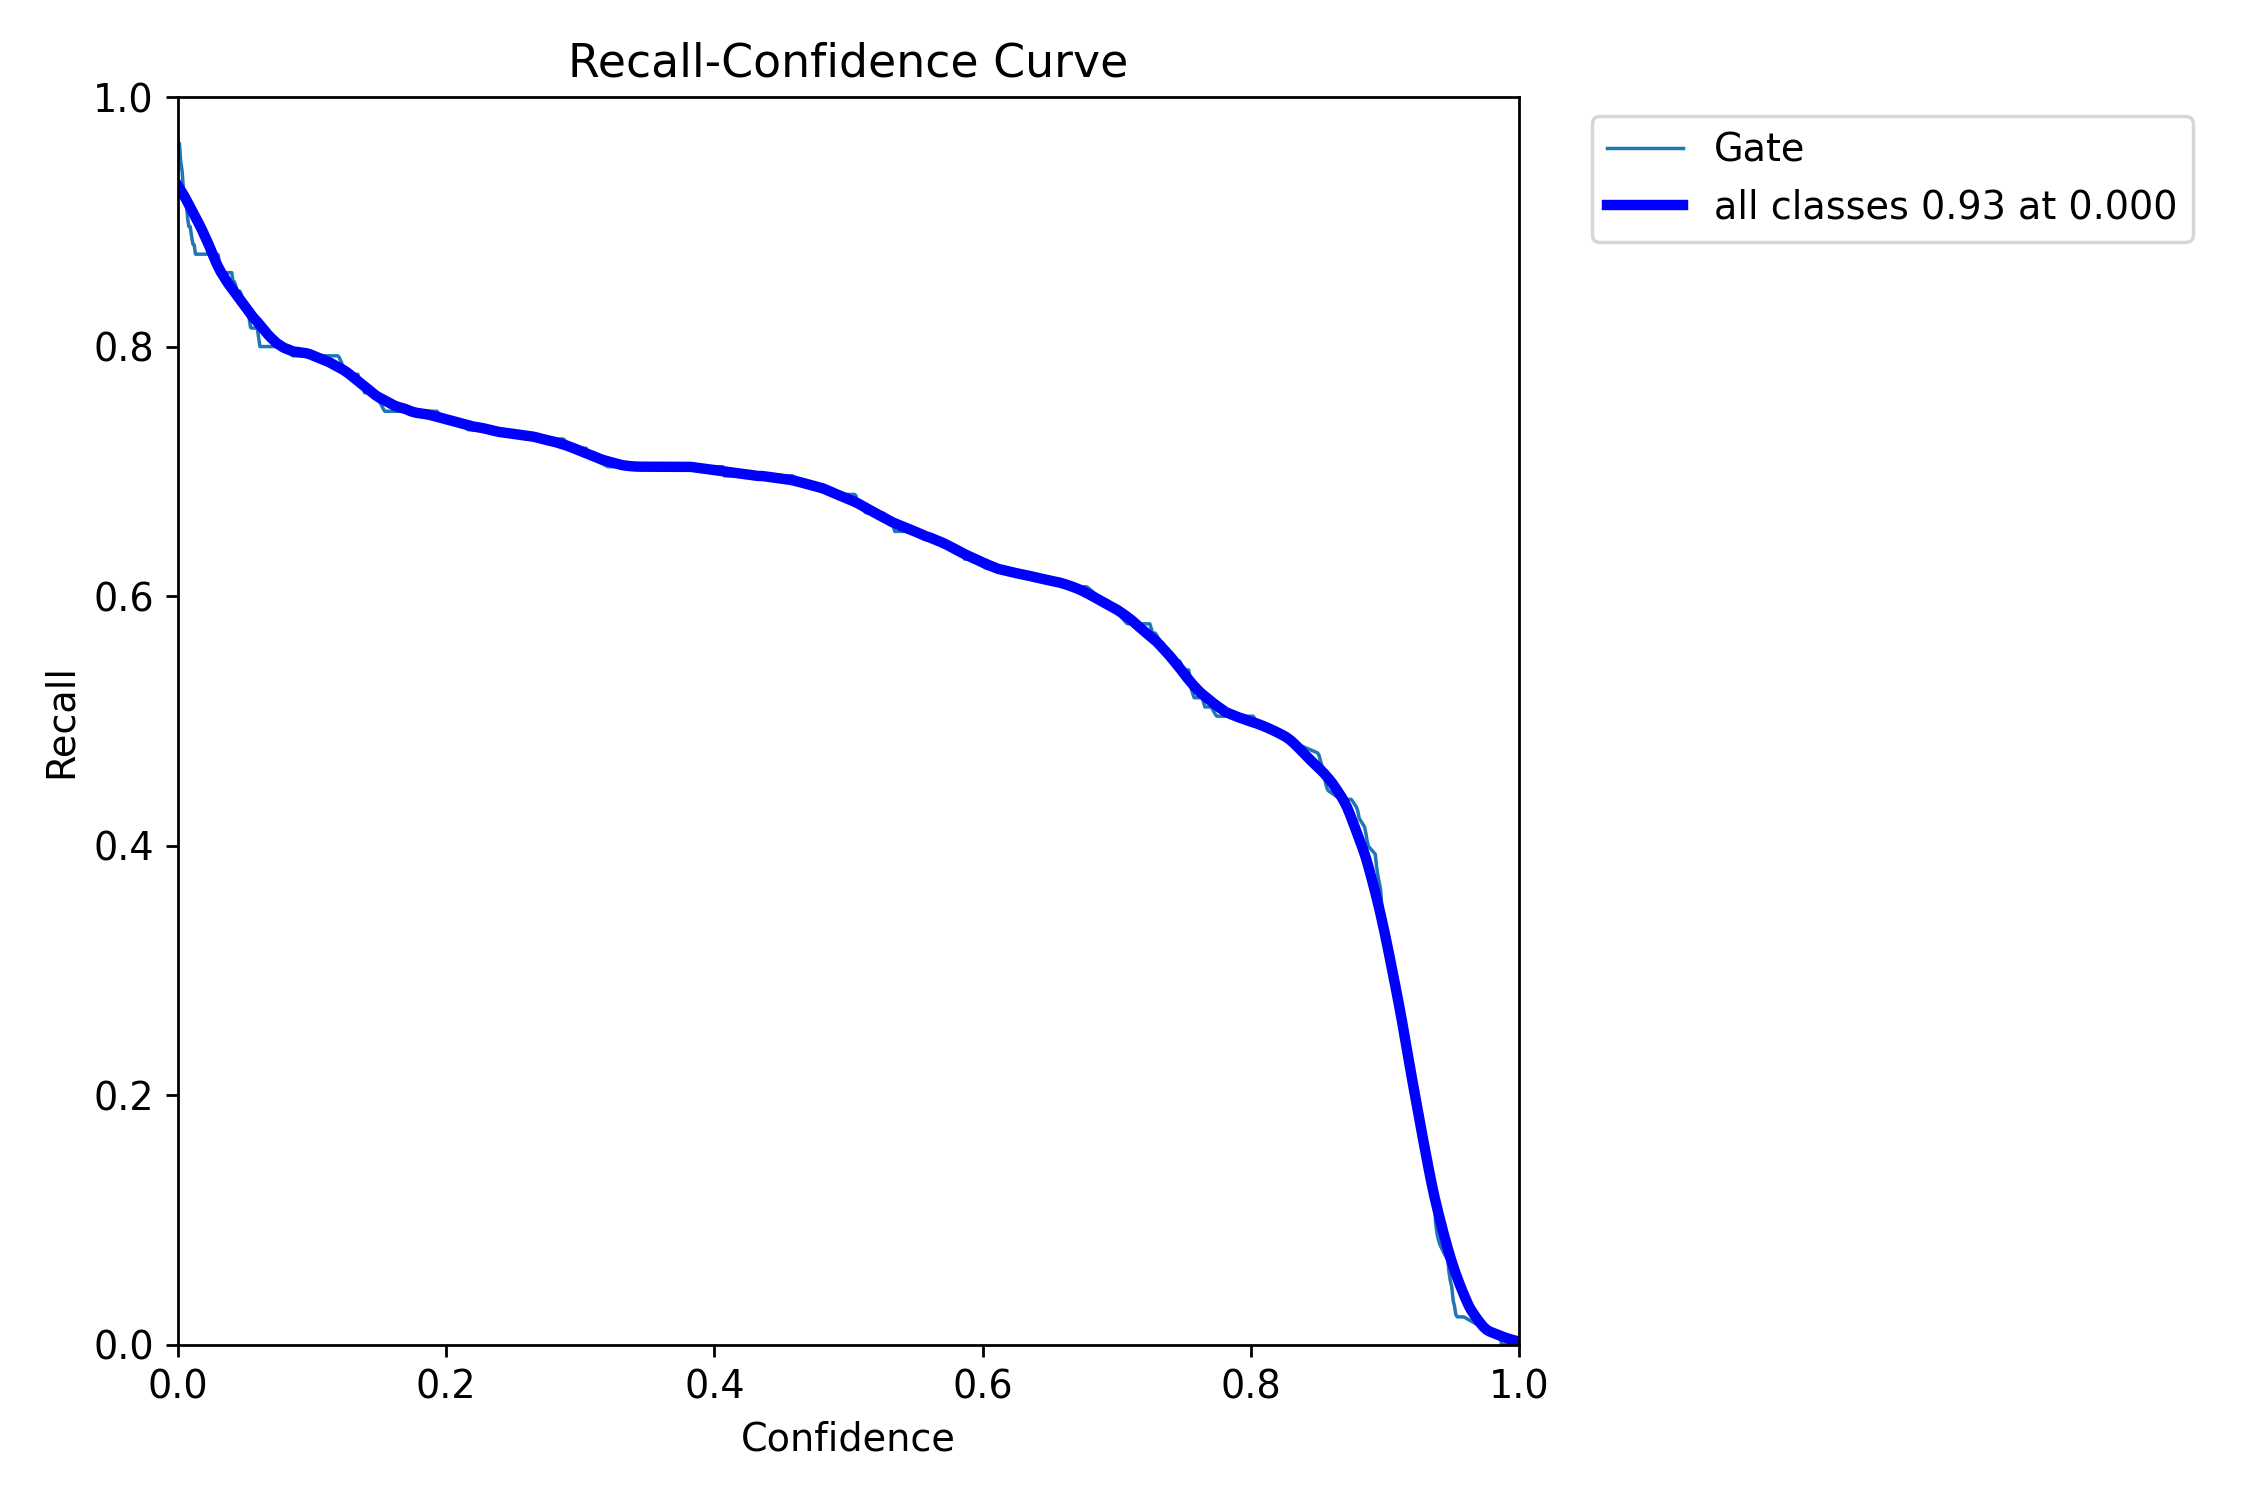 Recall-Confidence Curve
1.0
0.8
0.6
0.4
0.2
0.0
Recall
0.0 0.2 0.4 0.6 0.8 1.0
Confidence
Gate
all classes 0.93 at 0.000